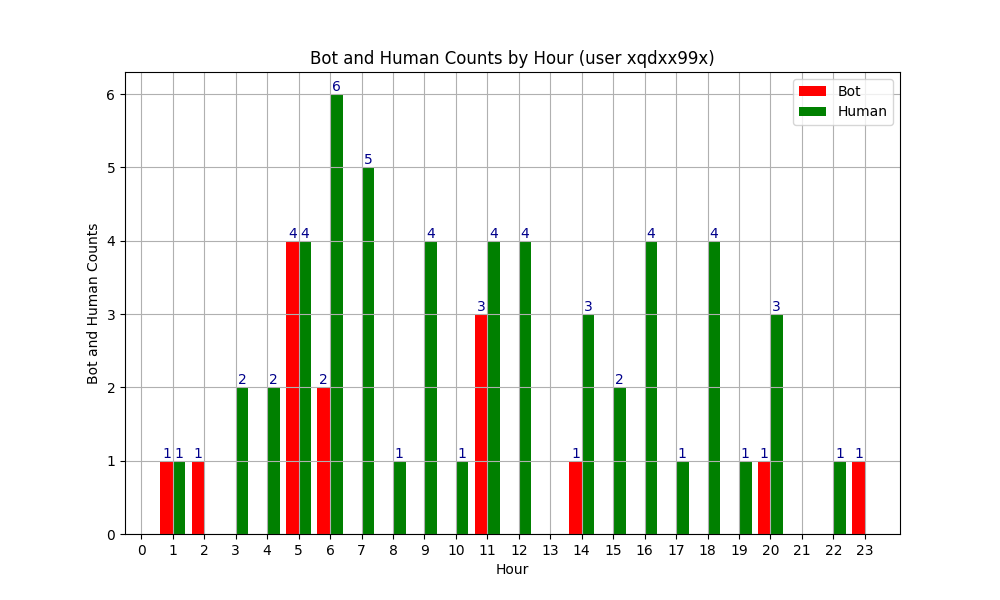 Bot and Human Counts by Hour (user xqdxx99x)
Bot
Human
Bot and Human Counts
6
5
4
3
2
1
0
1 1 1 2 2 4 4 2 6 5 1 4 1 3 4 4 1 3 2 4 1 4 1 1 3 1 1
0 1 2 3 4 5 6 7 8 9 10 11 12 13 14 15 16 17 18 19 20 21 22 23
Hour